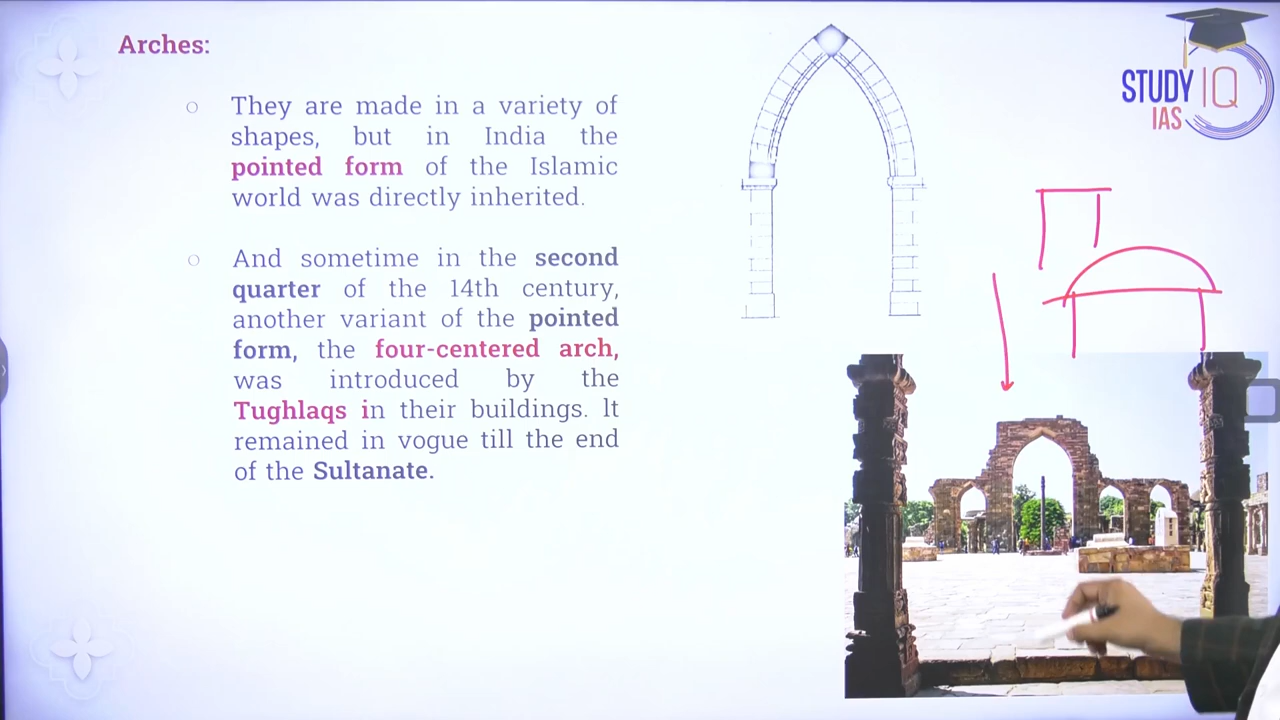 Arches:
They are made in a variety of
shapes, but in India the
pointed form of the Islamic
world was directly inherited.
And sometime in the second
quarter of the 14th century,
another variant of the pointed
form, the four-centered arch,
was introduced by the
Tughlaqs in their buildings. It
remained in vogue till the end
of the Sultanate.
STUDY IQ
IAS